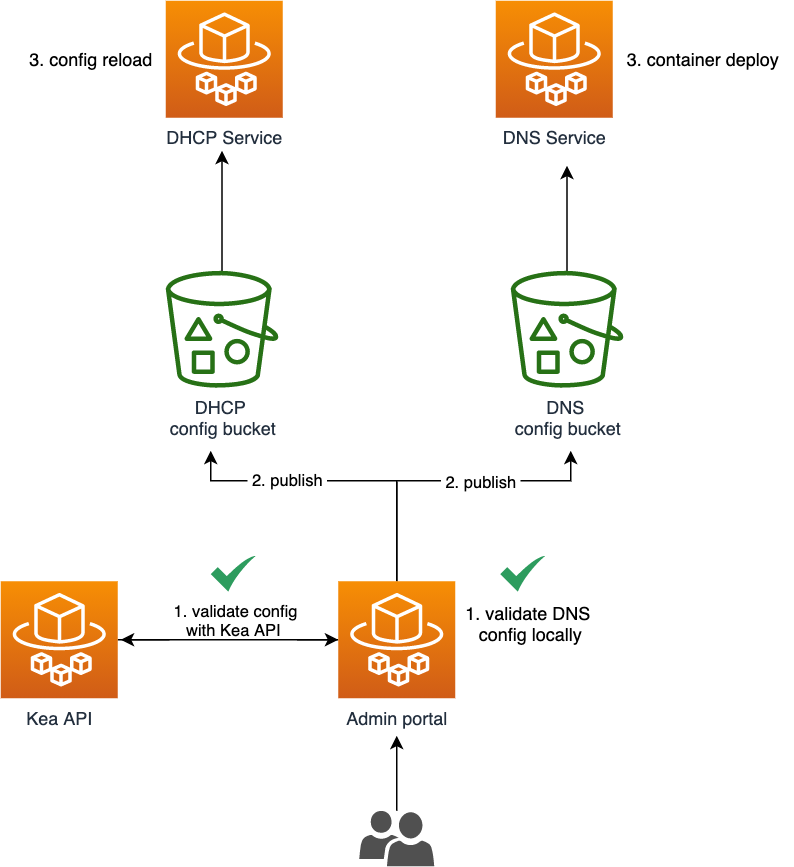 3. config reload
3. container deploy
DHCP Service
DNS Service
DHCP
config bucket
DNS
config bucket
2. publish
2. publish
1. validate config
with Kea API
1. validate DNS
config locally
Kea API
Admin portal